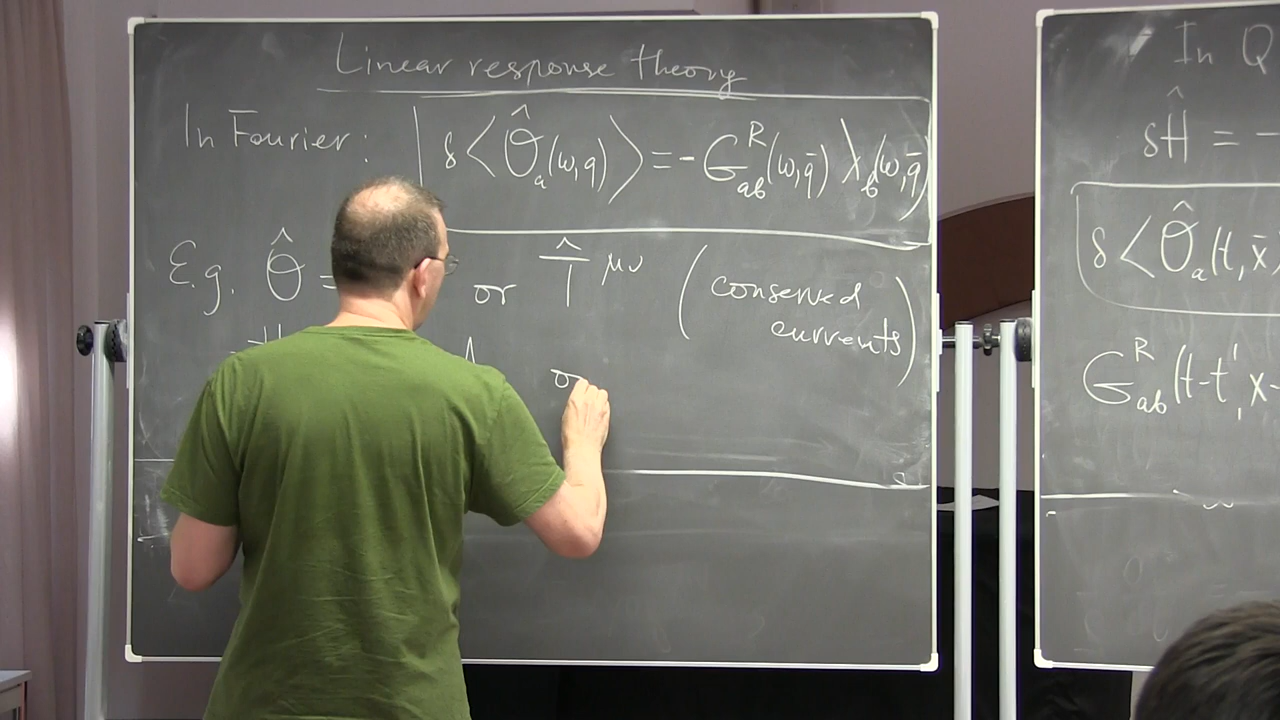 Linear response theory
In Fourier: δ⟨Ô_a(ω,q)⟩ = -G^R_ab(ω,q̄) λ_b(ω,q̄)
E.g. Ô = or T̂^μν (conserved
currents)
In Q
δĤ = -
δ⟨Ô_a(t,x̄)
G^R_ab(t-t', x-